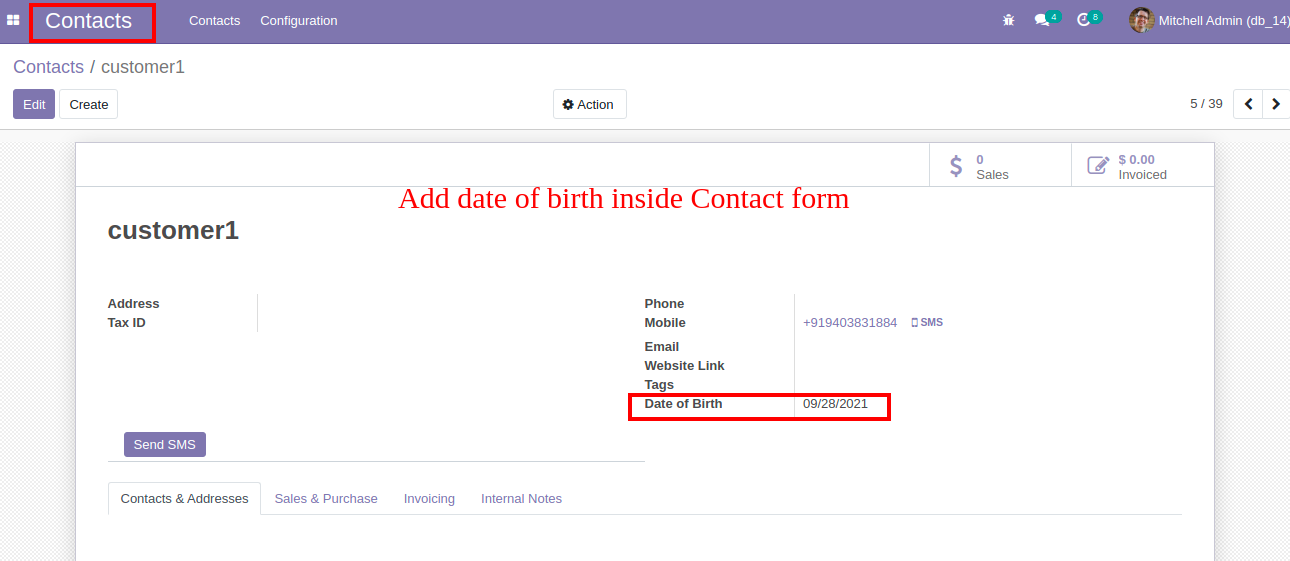 Contacts Contacts Configuration 4 8 Mitchell Admin (db_14)
Contacts / customer1
Edit Create Action 5 / 39
0
Sales
$ 0.00
Invoiced
Add date of birth inside Contact form
customer1
Address
Tax ID
Phone
Mobile +919403831884 SMS
Email
Website Link
Tags
Date of Birth 09/28/2021
Send SMS
Contacts & Addresses Sales & Purchase Invoicing Internal Notes